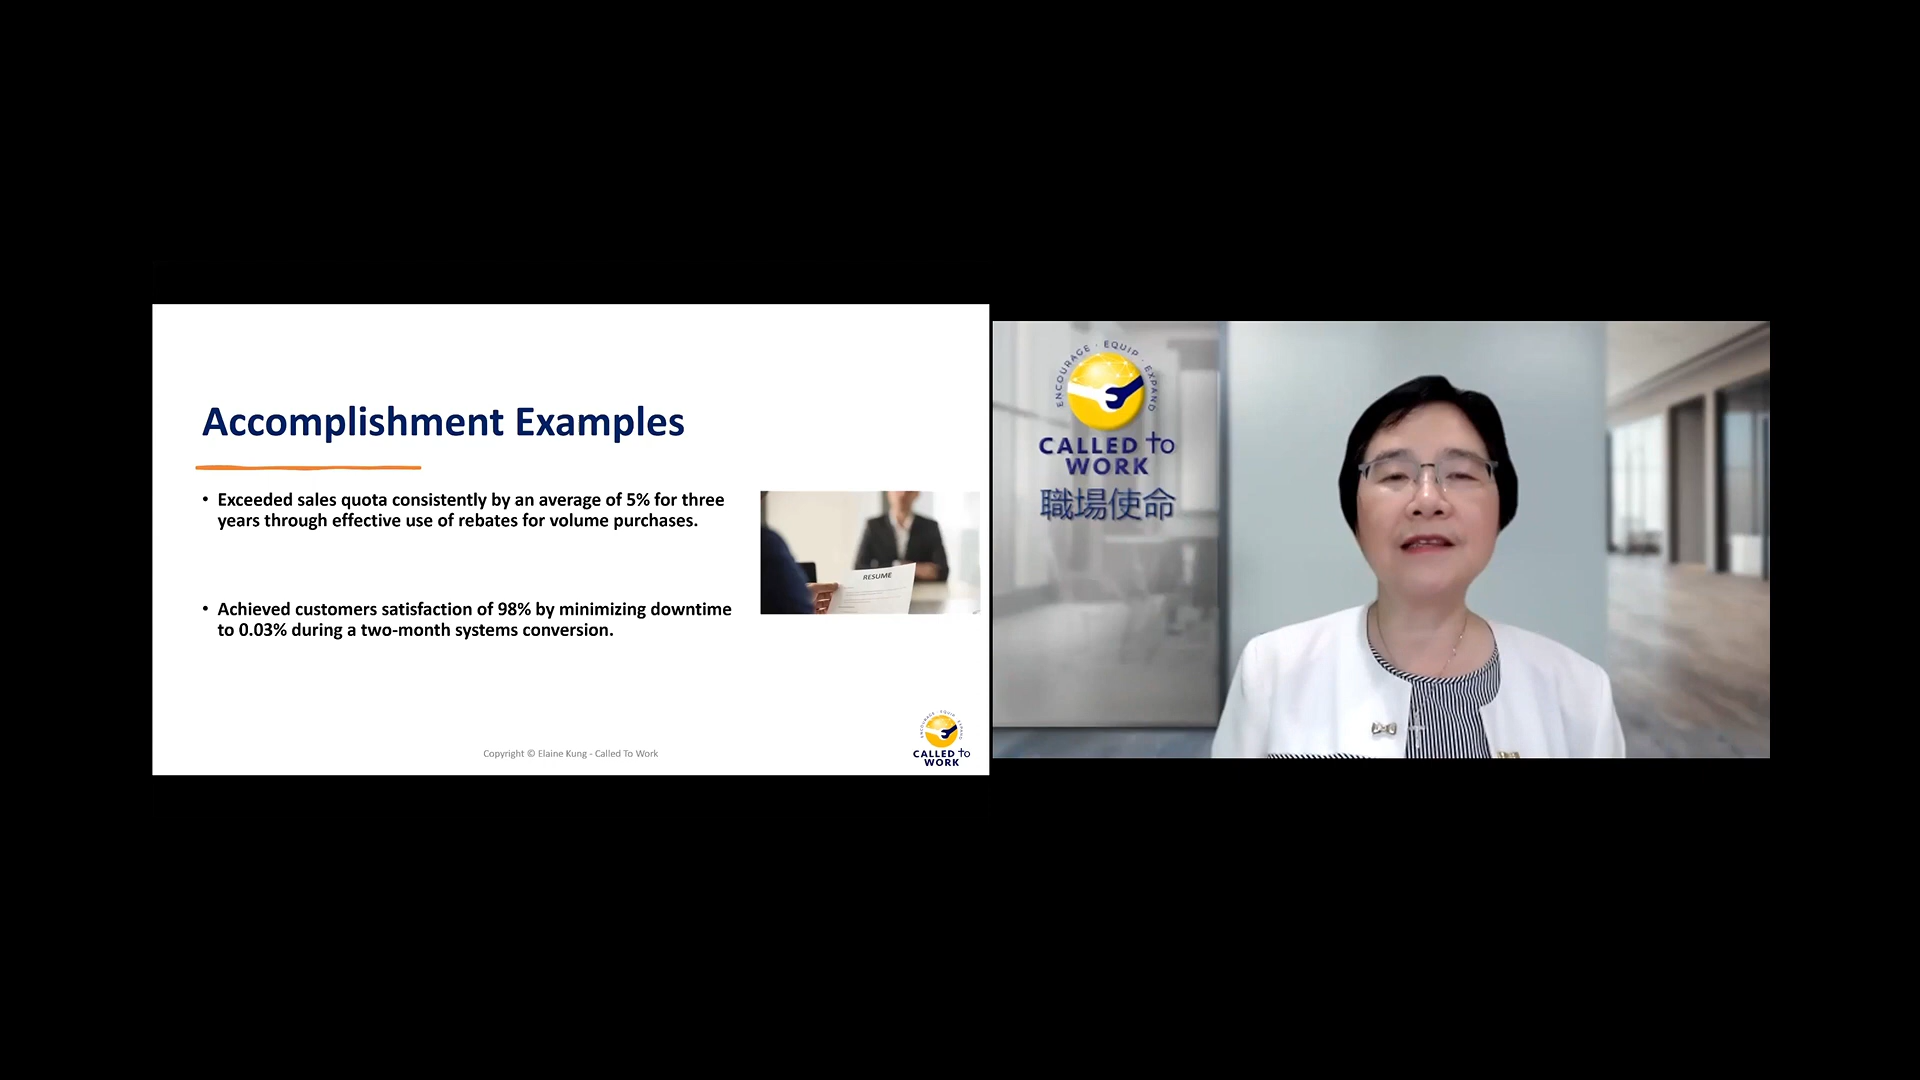 Accomplishment Examples
• Exceeded sales quota consistently by an average of 5% for three
years through effective use of rebates for volume purchases.
• Achieved customers satisfaction of 98% by minimizing downtime
to 0.03% during a two-month systems conversion.
RESUME
Copyright © Elaine Kung - Called To Work
ENCOURAGE · EQUIP · EXPAND
CALLED to
WORK
ENCOURAGE · EQUIP · EXPAND
CALLED to
WORK
職場使命